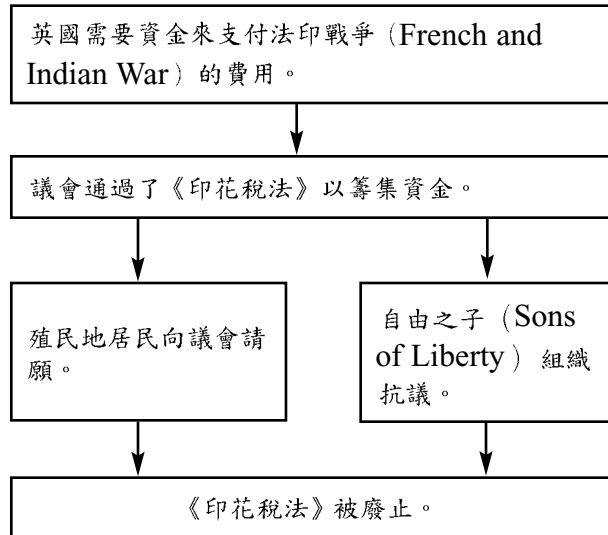 英國需要資金來支付法印戰爭（French and
Indian War）的費用。
議會通過了《印花稅法》以籌集資金。
殖民地居民向議會請
願。
自由之子（Sons
of Liberty）組織
抗議。
《印花稅法》被廢止。